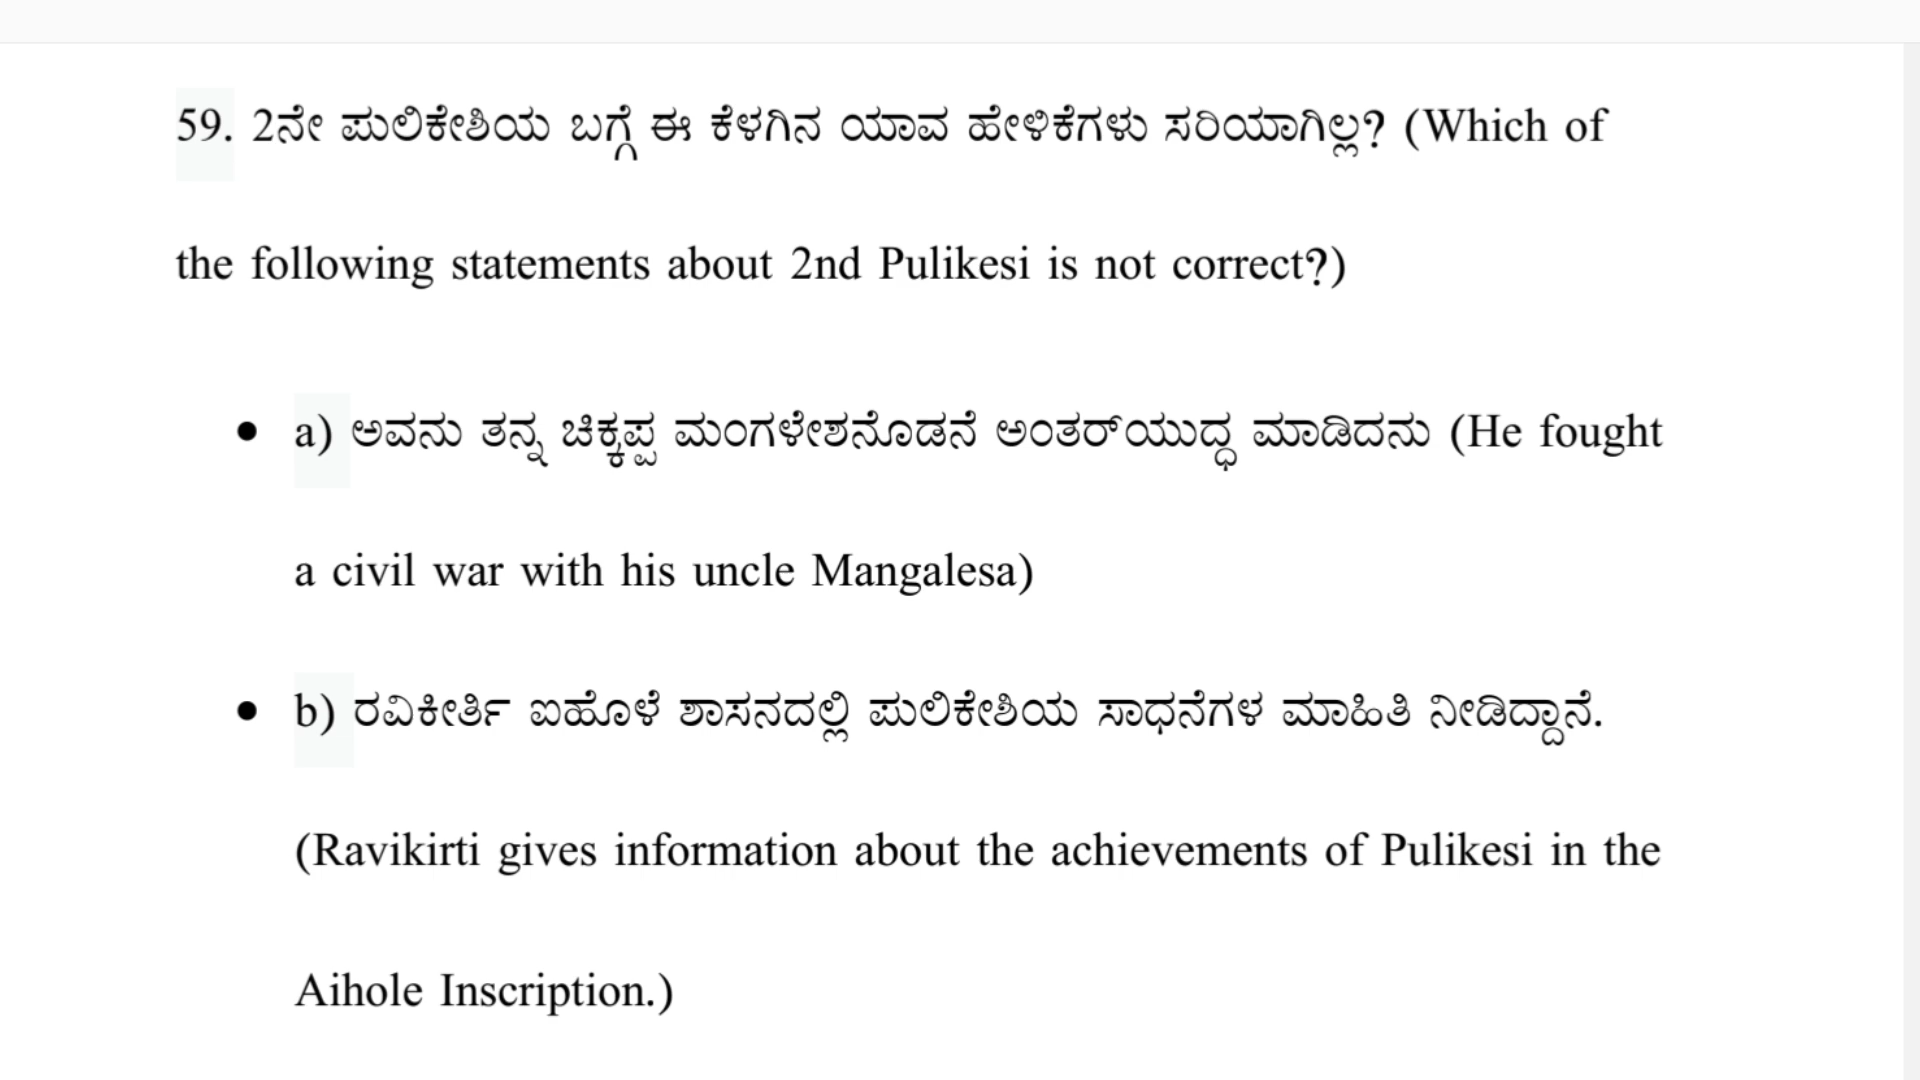 59. 2ನೇ ಪುಲಿಕೇಶಿಯ ಬಗ್ಗೆ ಈ ಕೆಳಗಿನ ಯಾವ ಹೇಳಿಕೆಗಳು ಸರಿಯಾಗಿಲ್ಲ? (Which of
the following statements about 2nd Pulikesi is not correct?)
• a) ಅವನು ತನ್ನ ಚಿಕ್ಕಪ್ಪ ಮಂಗಳೇಶನೊಡನೆ ಅಂತರ್‌ಯುದ್ಧ ಮಾಡಿದನು (He fought
a civil war with his uncle Mangalesa)
• b) ರವಿಕೀರ್ತಿ ಐಹೊಳೆ ಶಾಸನದಲ್ಲಿ ಪುಲಿಕೇಶಿಯ ಸಾಧನೆಗಳ ಮಾಹಿತಿ ನೀಡಿದ್ದಾನೆ.
(Ravikirti gives information about the achievements of Pulikesi in the
Aihole Inscription.)